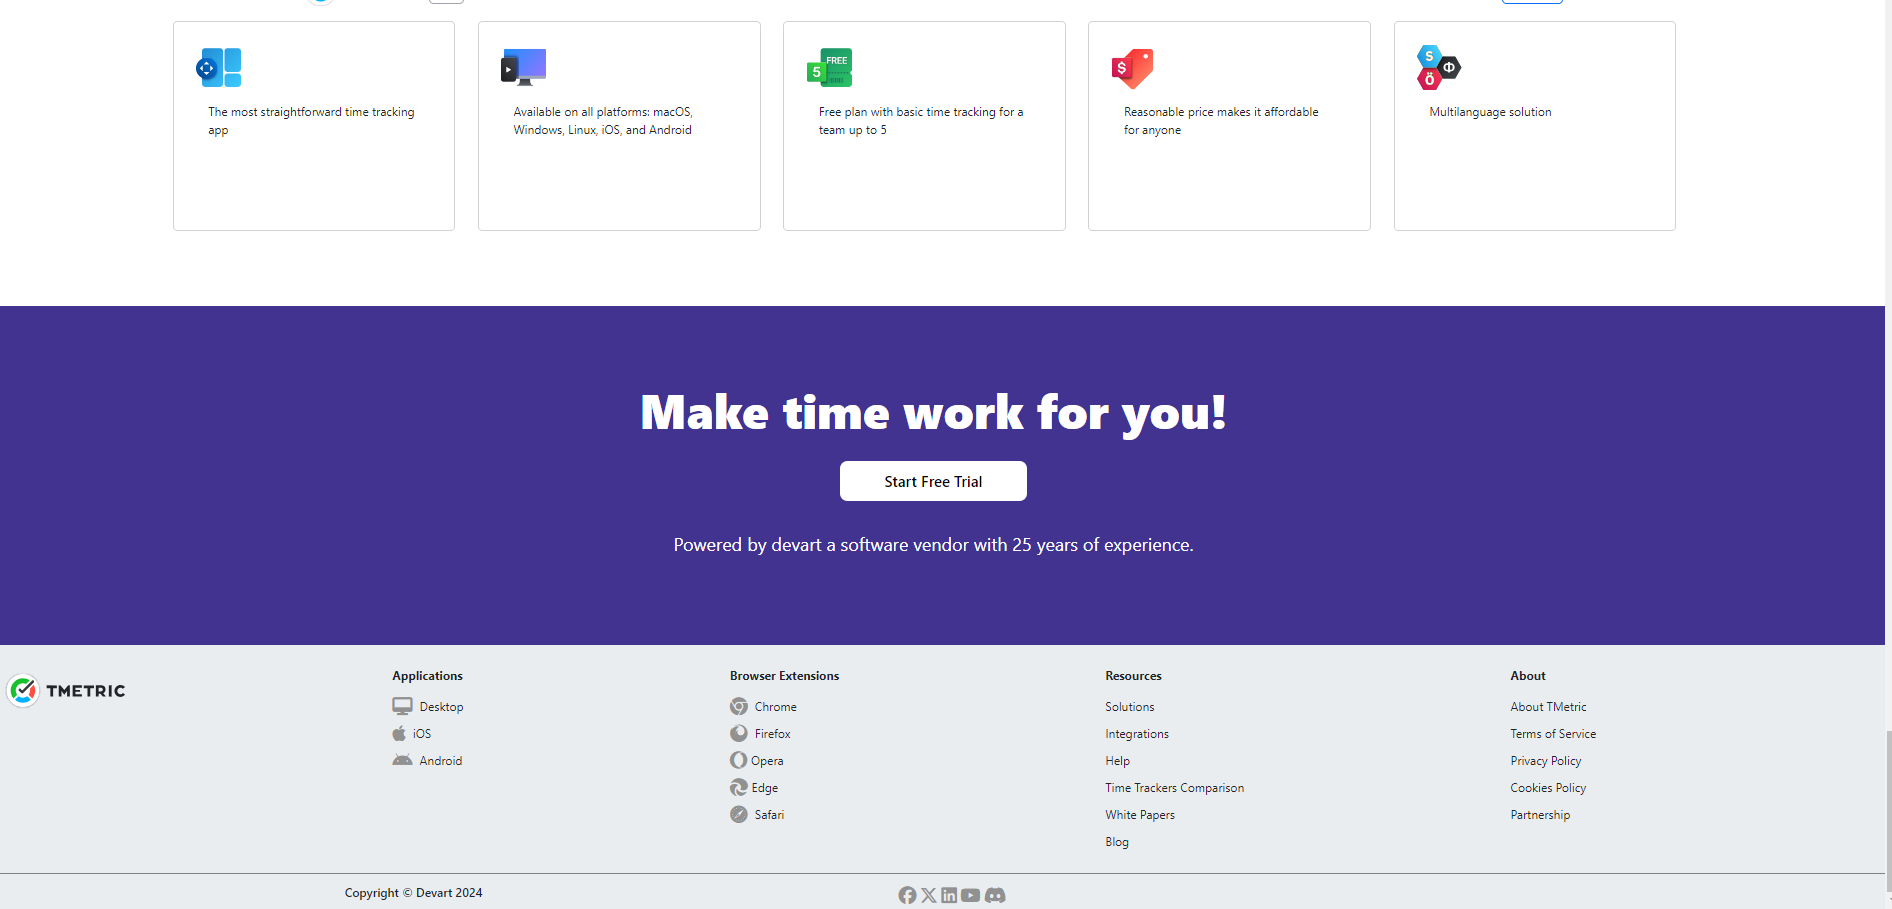 The most straightforward time tracking
app
Available on all platforms: macOS,
Windows, Linux, iOS, and Android
5
FREE
Free plan with basic time tracking for a
team up to 5
$
Reasonable price makes it affordable
for anyone
S
Ф
Ö
Multilanguage solution
Make time work for you!
Start Free Trial
Powered by devart a software vendor with 25 years of experience.
TMETRIC
Applications
Desktop
iOS
Android
Browser Extensions
Chrome
Firefox
Opera
Edge
Safari
Resources
Solutions
Integrations
Help
Time Trackers Comparison
White Papers
Blog
About
About TMetric
Terms of Service
Privacy Policy
Cookies Policy
Partnership
Copyright © Devart 2024